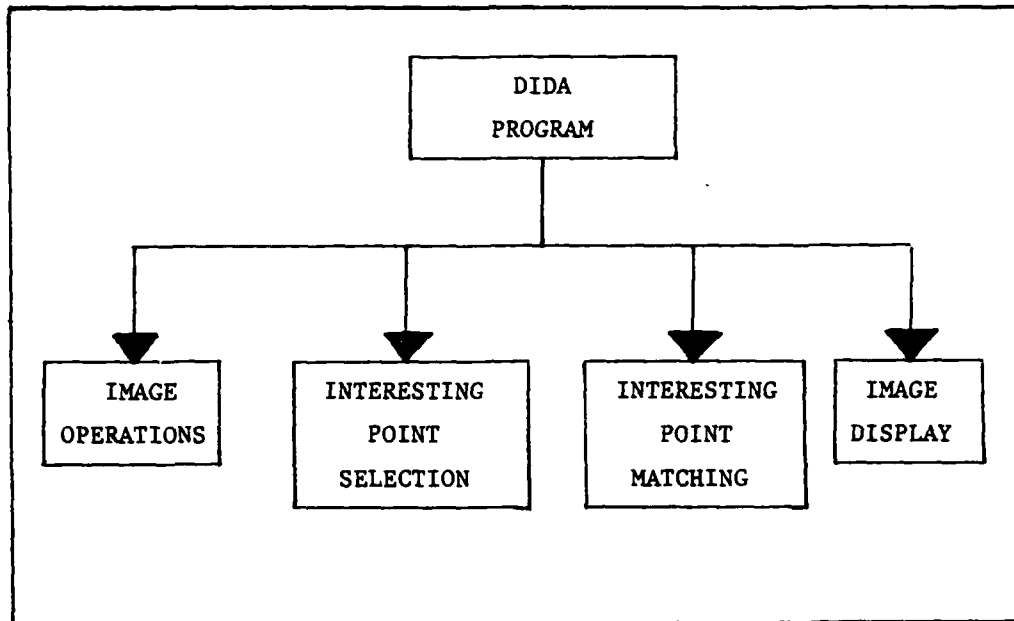 DIDA
PROGRAM
IMAGE
OPERATIONS
INTERESTING
POINT
SELECTION
INTERESTING
POINT
MATCHING
IMAGE
DISPLAY